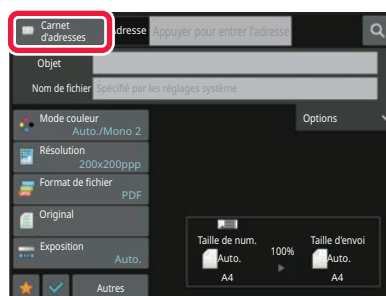 Carnet
d'adresses
Adresse
Appuyer pour entrer l'adresse
Objet
Nom de fichier
Spécifié par les réglages système
Mode couleur
Auto./Mono 2
Options
Résolution
200x200ppp
Format de fichier
PDF
Original
Exposition
Auto.
Taille de num.
Auto.
A4
100%
Taille d'envoi
Auto.
A4
Autres